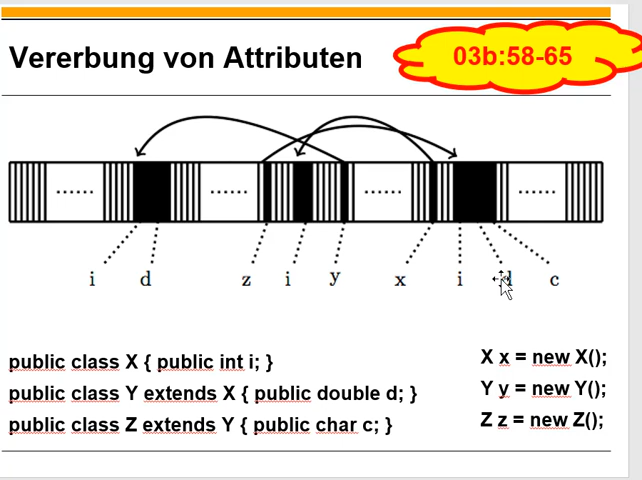 Vererbung von Attributen
03b:58-65
...... ...... ...... ......
i d z i y x i d c
public class X { public int i; }
public class Y extends X { public double d; }
public class Z extends Y { public char c; }
X x = new X();
Y y = new Y();
Z z = new Z();